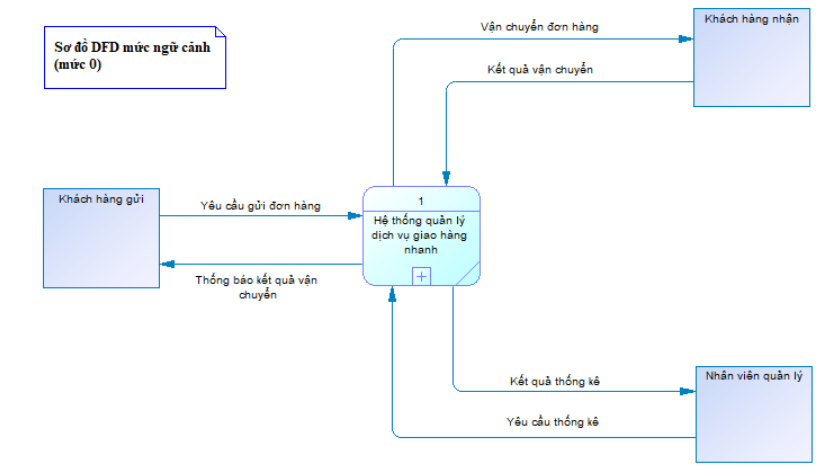 Sơ đồ DFD mức ngữ cảnh
(mức 0)
Vận chuyển đơn hàng
Khách hàng nhận
Kết quả vận chuyển
Khách hàng gửi
Yêu cầu gửi đơn hàng
1
Hệ thống quản lý
dịch vụ giao hàng
nhanh
Thống báo kết quả vận
chuyển
Kết quả thống kê
Nhân viên quản lý
Yêu cầu thống kê